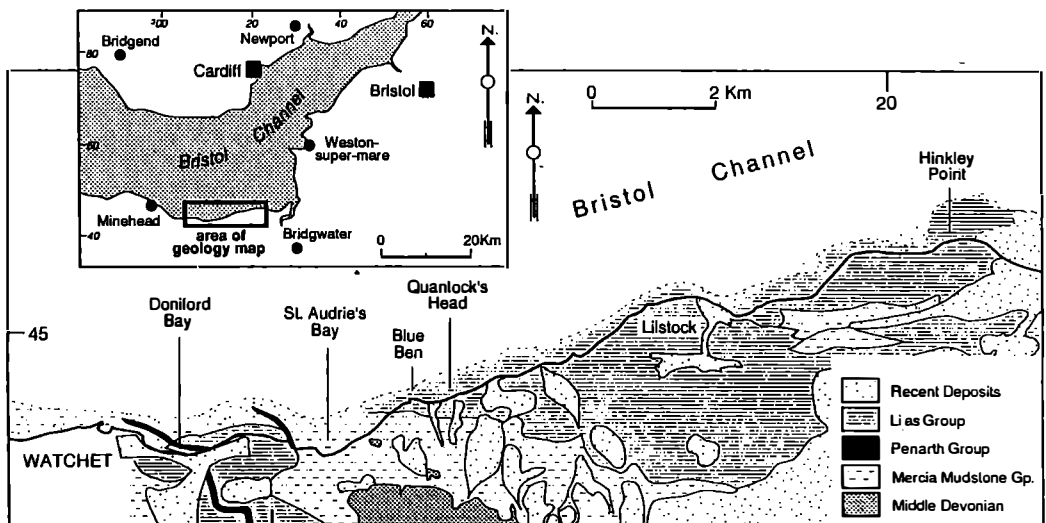 ³00
20
40
60
Bridgend
Newport
N.
80
Cardiff
Bristol
Bristol Channel
60
Weston-
super-mare
Minehead
area of
geology map
Bridgwater
40
0 20Km
N.
0 2 Km
20
Bristol Channel
Hinkley
Point
Quantock's
Head
Donilord
Bay
St. Audrie's
Bay
Blue
Ben
Lilstock
45
WATCHET
Recent Deposits
Lias Group
Penarth Group
Mercia Mudstone Gp.
Middle Devonian